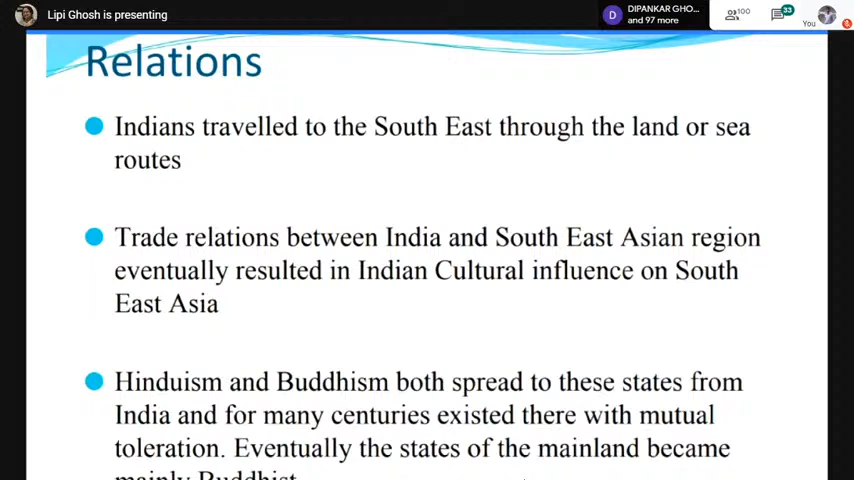 Lipi Ghosh is presenting
D
DIPANKAR GHO...
and 97 more
100
33
You
Relations
Indians travelled to the South East through the land or sea
routes
Trade relations between India and South East Asian region
eventually resulted in Indian Cultural influence on South
East Asia
Hinduism and Buddhism both spread to these states from
India and for many centuries existed there with mutual
toleration. Eventually the states of the mainland became
mainly Buddhist